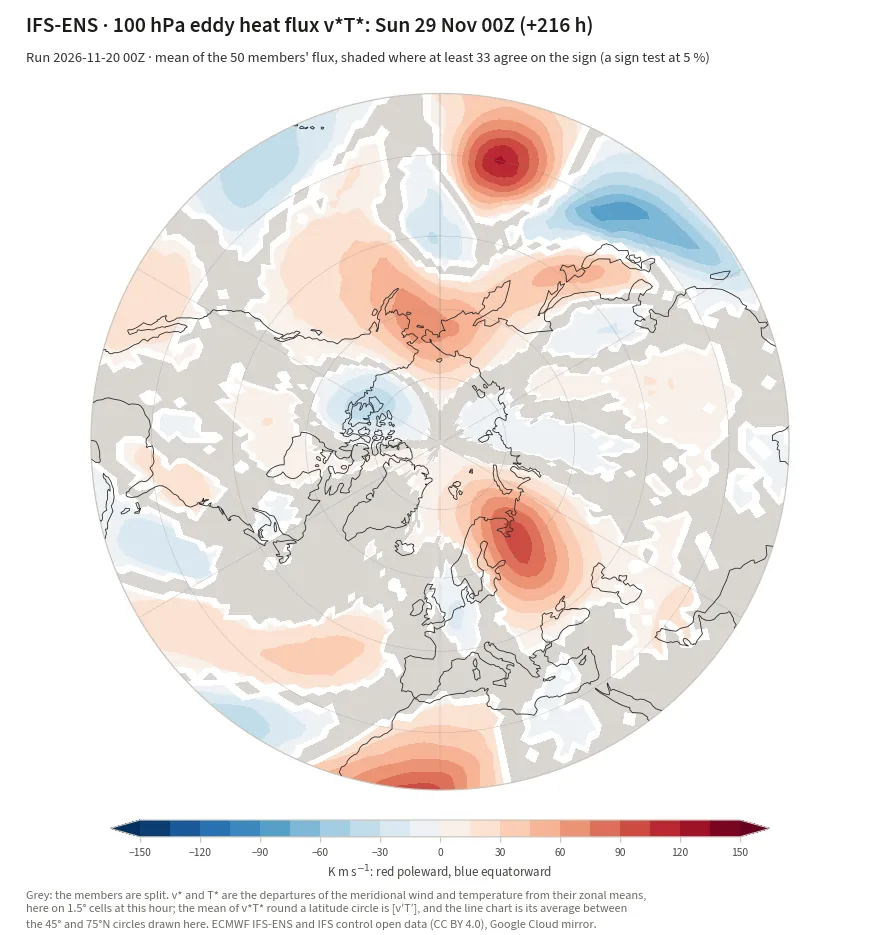 IFS-ENS · 100 hPa eddy heat flux v*T*: Sun 29 Nov 00Z (+216 h)
Run 2026-11-20 00Z · mean of the 50 members' flux, shaded where at least 33 agree on the sign (a sign test at 5 %)
−150 −120 −90 −60 −30 0 30 60 90 120 150
K m s⁻¹: red poleward, blue equatorward
Grey: the members are split. v* and T* are the departures of the meridional wind and temperature from their zonal means,
here on 1.5° cells at this hour; the mean of v*T* round a latitude circle is [v′T′], and the line chart is its average between
the 45° and 75°N circles drawn here. ECMWF IFS-ENS and IFS control open data (CC BY 4.0), Google Cloud mirror.